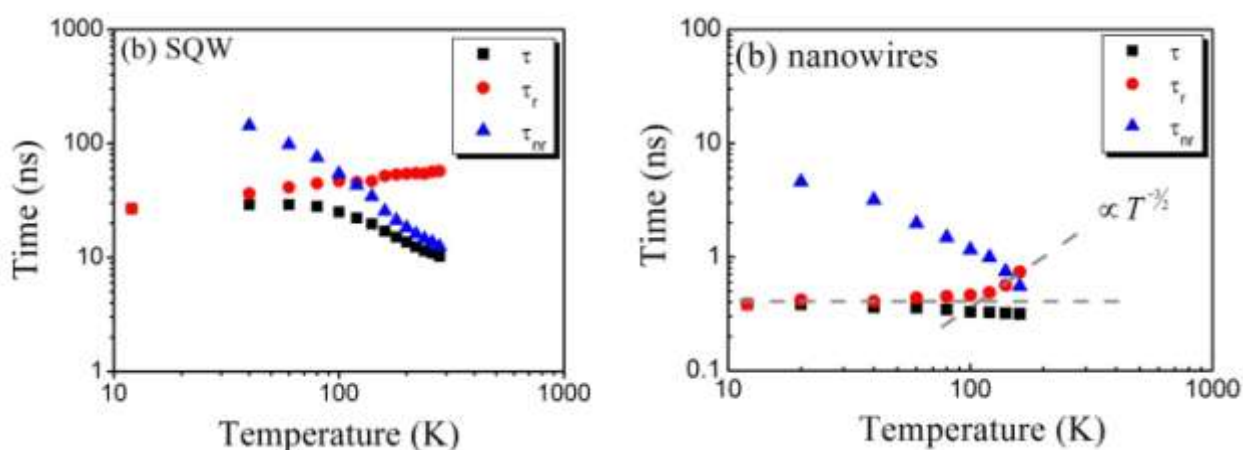 (b) SQW
τ
τr
τnr
1000
100
10
1
Time (ns)
10
100
1000
Temperature (K)
(b) nanowires
τ
τr
τnr
∝ T^-3/2
100
10
1
0.1
Time (ns)
10
100
1000
Temperature (K)